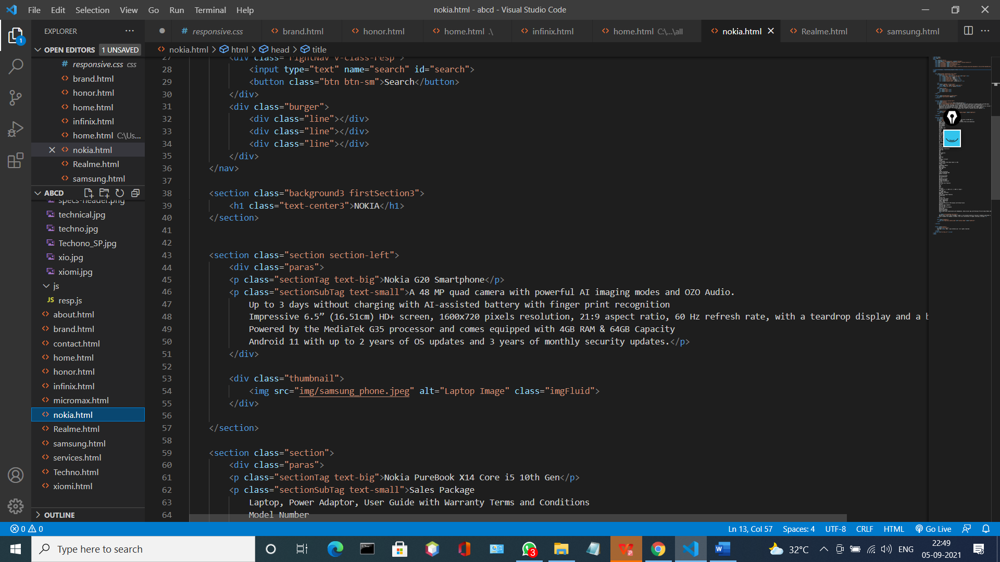 File Edit Selection View Go Run Terminal Help
nokia.html - abcd - Visual Studio Code
EXPLORER
# responsive.css
brand.html
honor.html
home.html .\
infinix.html
home.html C:\...\all
nokia.html
Realme.html
samsung.html
OPEN EDITORS 1 UNSAVED
# responsive.css css
brand.html
honor.html
home.html
infinix.html
home.html C:\Us...
nokia.html
Realme.html
samsung.html
ABCD
specs-header.png
technical.jpg
techno.jpg
Techono_SP.jpg
xio.jpg
xiomi.jpg
js
JS resp.js
about.html
brand.html
contact.html
home.html
honor.html
infinix.html
micromax.html
nokia.html
Realme.html
samsung.html
services.html
Techno.html
xiomi.html
OUTLINE
nokia.html > html > head > title
27 <div class="rightNav v-class-resp">
28 <input type="text" name="search" id="search">
29 <button class="btn btn-sm">Search</button>
30 </div>
31 <div class="burger">
32 <div class="line"></div>
33 <div class="line"></div>
34 <div class="line"></div>
35 </div>
36 </nav>
37
38 <section class="background3 firstSection3">
39 <h1 class="text-center3">NOKIA</h1>
40 </section>
41
42
43 <section class="section section-left">
44 <div class="paras">
45 <p class="sectionTag text-big">Nokia G20 Smartphone</p>
46 <p class="sectionSubTag text-small">A 48 MP quad camera with powerful AI imaging modes and OZO Audio.
47 Up to 3 days without charging with AI-assisted battery with finger print recognition
48 Impressive 6.5” (16.51cm) HD+ screen, 1600x720 pixels resolution, 21:9 aspect ratio, 60 Hz refresh rate, with a teardrop display and a b
49 Powered by the MediaTek G35 processor and comes equipped with 4GB RAM & 64GB Capacity
50 Android 11 with up to 2 years of OS updates and 3 years of monthly security updates.</p>
51 </div>
52
53 <div class="thumbnail">
54 <img src="img/samsung_phone.jpeg" alt="Laptop Image" class="imgFluid">
55 </div>
56
57 </section>
58
59 <section class="section">
60 <div class="paras">
61 <p class="sectionTag text-big">Nokia PureBook X14 Core i5 10th Gen</p>
62 <p class="sectionSubTag text-small">Sales Package
63 Laptop, Power Adaptor, User Guide with Warranty Terms and Conditions
64 Model Number
1
0 0
Ln 13, Col 57 Spaces: 4 UTF-8 CRLF HTML Go Live
Type here to search
3
32°C
ENG
22:49
05-09-2021